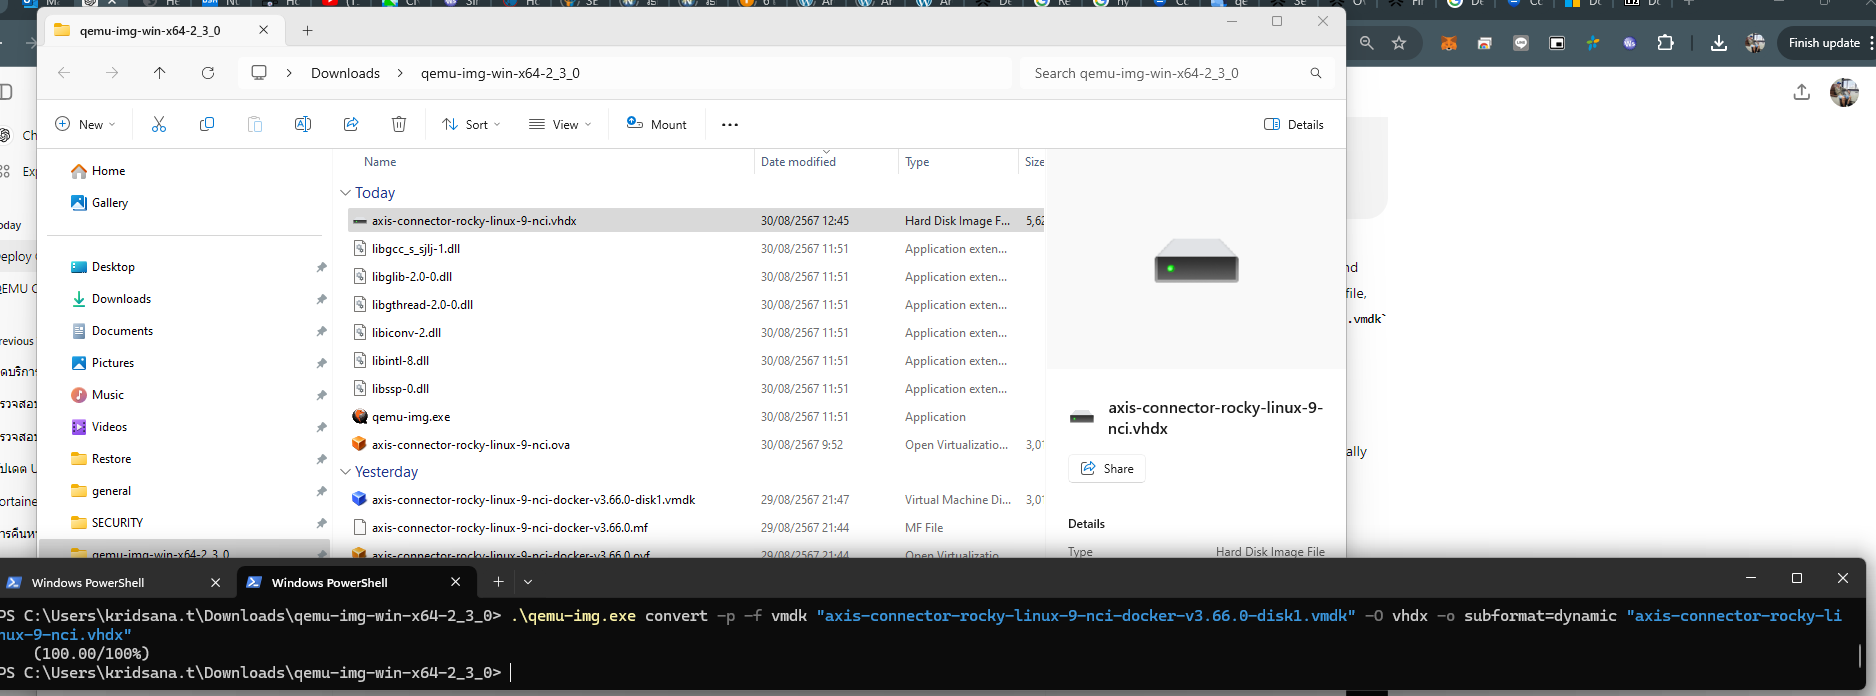 qemu-img-win-x64-2_3_0
Finish update
Downloads
qemu-img-win-x64-2_3_0
Search qemu-img-win-x64-2_3_0
New
Sort
View
Mount
Details
Name
Date modified
Type
Size
Home
Gallery
Desktop
Downloads
Documents
Pictures
Music
Videos
Restore
general
SECURITY
qemu-img-win-x64-2_3_0
Today
axis-connector-rocky-linux-9-nci.vhdx 30/08/2567 12:45 Hard Disk Image F... 5,62
libgcc_s_sjlj-1.dll 30/08/2567 11:51 Application exten...
libglib-2.0-0.dll 30/08/2567 11:51 Application exten...
libgthread-2.0-0.dll 30/08/2567 11:51 Application exten...
libiconv-2.dll 30/08/2567 11:51 Application exten...
libintl-8.dll 30/08/2567 11:51 Application exten...
libssp-0.dll 30/08/2567 11:51 Application exten...
qemu-img.exe 30/08/2567 11:51 Application
axis-connector-rocky-linux-9-nci.ova 30/08/2567 9:52 Open Virtualizatio... 3,01
Yesterday
axis-connector-rocky-linux-9-nci-docker-v3.66.0-disk1.vmdk 29/08/2567 21:47 Virtual Machine Di... 3,01
axis-connector-rocky-linux-9-nci-docker-v3.66.0.mf 29/08/2567 21:44 MF File
axis-connector-rocky-linux-9-nci-docker-v3.66.0.ovf 29/08/2567 21:44 Open Virtualizatio...
axis-connector-rocky-linux-9-
nci.vhdx
Share
Details
Type Hard Disk Image File
nd
file,
.vmdk`
ally
Windows PowerShell
Windows PowerShell
PS C:\Users\kridsana.t\Downloads\qemu-img-win-x64-2_3_0> .\qemu-img.exe convert -p -f vmdk "axis-connector-rocky-linux-9-nci-docker-v3.66.0-disk1.vmdk" -O vhdx -o subformat=dynamic "axis-connector-rocky-li
nux-9-nci.vhdx"
(100.00/100%)
PS C:\Users\kridsana.t\Downloads\qemu-img-win-x64-2_3_0>